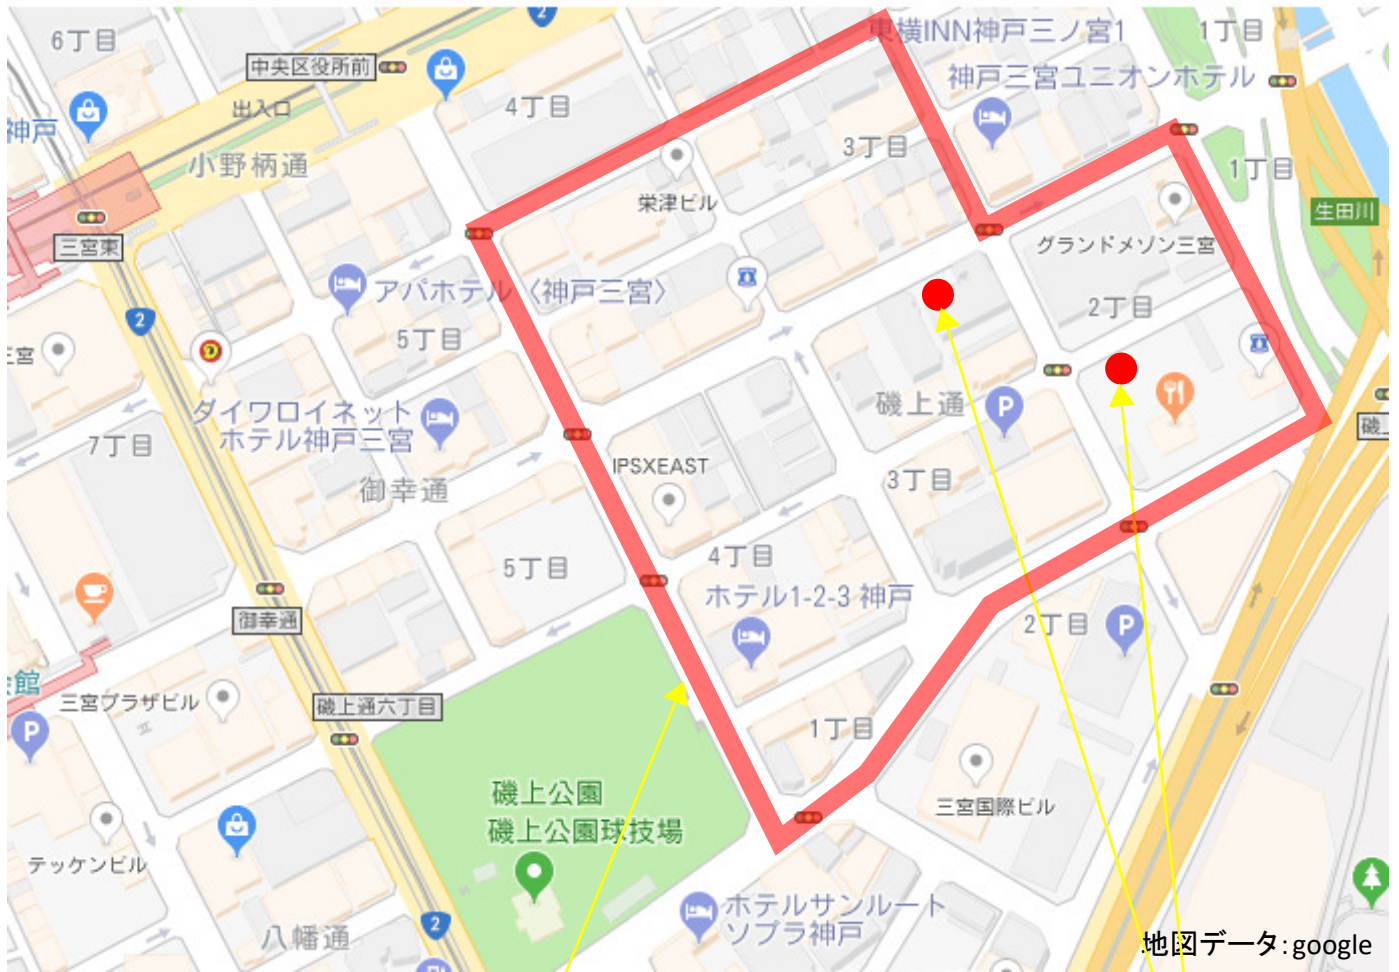 2
東横INN神戸三ノ宮1
1丁目
6丁目
中央区役所前
神戸三宮ユニオンホテル
出入口
4丁目
神戸
3丁目
小野柄通
1丁目
栄津ビル
生田川
三宮東
グランドメゾン三宮
アパホテル〈神戸三宮〉
2丁目
2
5丁目
三宮
磯上通
P
ダイワロイネット
ホテル神戸三宮
磯上
7丁目
IPSXEAST
御幸通
3丁目
5丁目
4丁目
ホテル1-2-3 神戸
御幸通
2丁目
P
会館
三宮プラザビル
磯上通六丁目
P
1丁目
磯上公園
磯上公園球技場
三宮国際ビル
テッケンビル
ホテルサンルート
ソプラ神戸
2
八幡通
地図データ：google